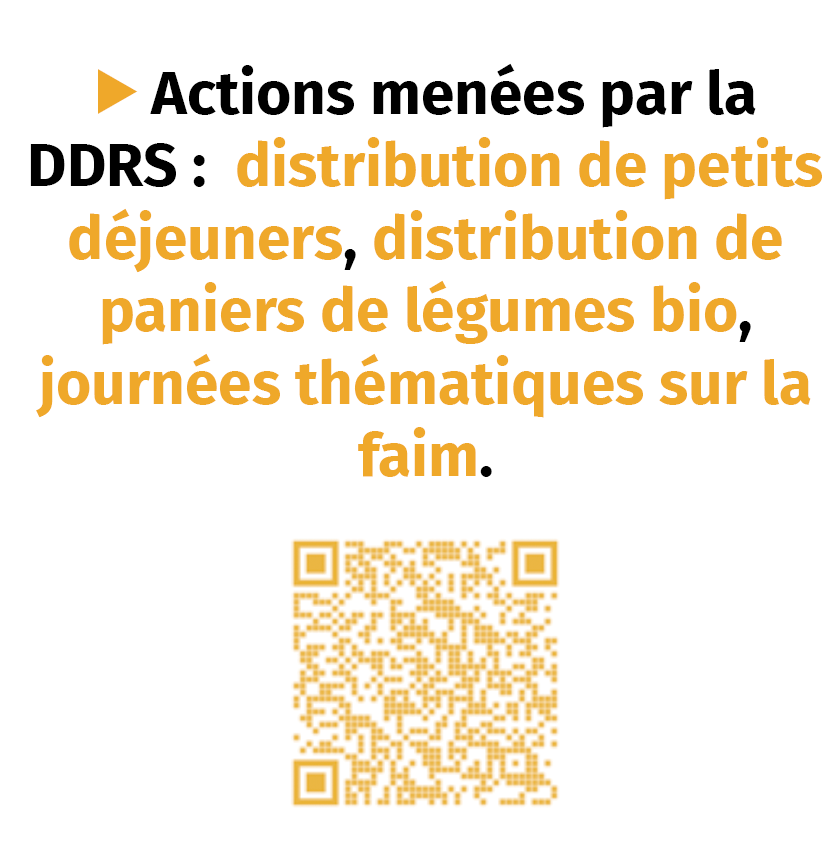 ▶ Actions menées par la
DDRS : distribution de petits
déjeuners, distribution de
paniers de légumes bio,
journées thématiques sur la
faim.